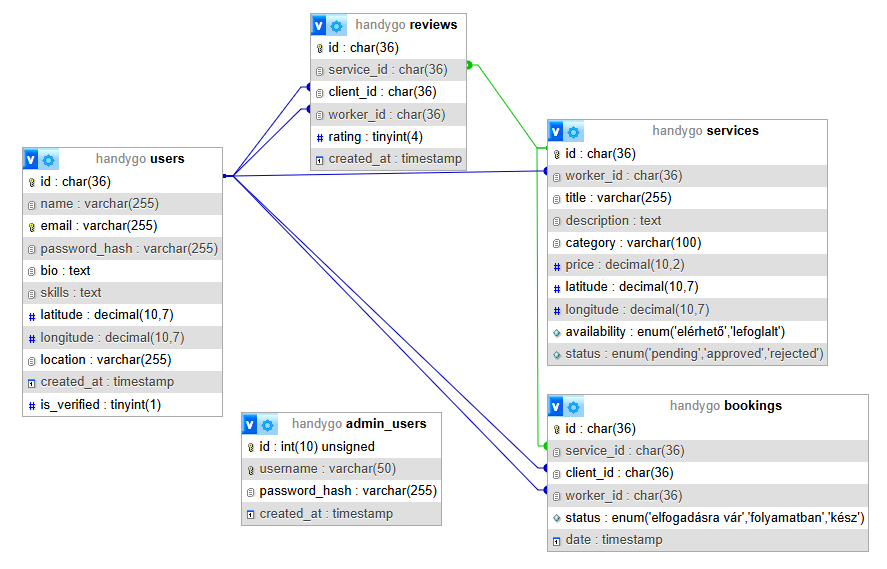 handygo reviews
id : char(36)
service_id : char(36)
client_id : char(36)
worker_id : char(36)
rating : tinyint(4)
created_at : timestamp
handygo users
id : char(36)
name : varchar(255)
email : varchar(255)
password_hash : varchar(255)
bio : text
skills : text
latitude : decimal(10,7)
longitude : decimal(10,7)
location : varchar(255)
created_at : timestamp
is_verified : tinyint(1)
handygo services
id : char(36)
worker_id : char(36)
title : varchar(255)
description : text
category : varchar(100)
price : decimal(10,2)
latitude : decimal(10,7)
longitude : decimal(10,7)
availability : enum('elérhető','lefoglalt')
status : enum('pending','approved','rejected')
handygo admin_users
id : int(10) unsigned
username : varchar(50)
password_hash : varchar(255)
created_at : timestamp
handygo bookings
id : char(36)
service_id : char(36)
client_id : char(36)
worker_id : char(36)
status : enum('elfogadásra vár','folyamatban','kész')
date : timestamp